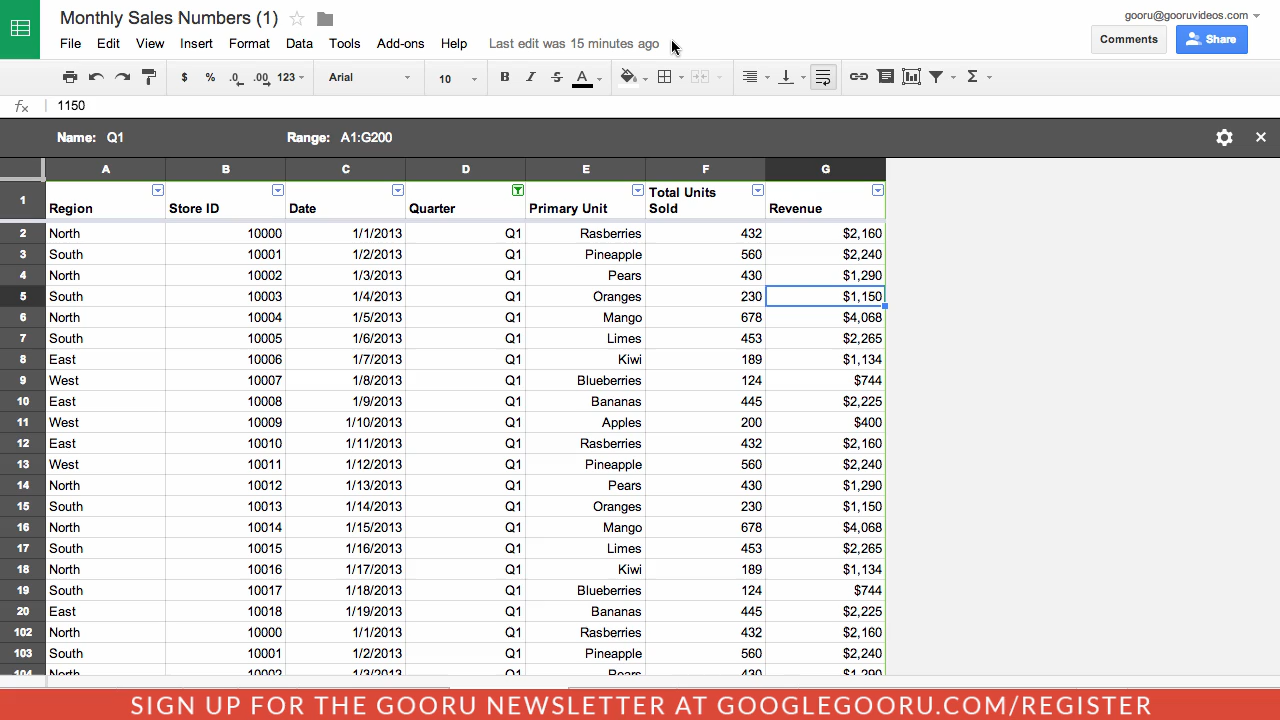 Monthly Sales Numbers (1)
gooru@gooruvideos.com
File Edit View Insert Format Data Tools Add-ons Help Last edit was 15 minutes ago
Comments Share
$ % .0 .00 123 Arial 10 B I S A Σ
fx 1150
Name: Q1 Range: A1:G200
A B C D E F G
1 Region Store ID Date Quarter Primary Unit Total Units Sold Revenue
2 North 10000 1/1/2013 Q1 Rasberries 432 $2,160
3 South 10001 1/2/2013 Q1 Pineapple 560 $2,240
4 North 10002 1/3/2013 Q1 Pears 430 $1,290
5 South 10003 1/4/2013 Q1 Oranges 230 $1,150
6 North 10004 1/5/2013 Q1 Mango 678 $4,068
7 South 10005 1/6/2013 Q1 Limes 453 $2,265
8 East 10006 1/7/2013 Q1 Kiwi 189 $1,134
9 West 10007 1/8/2013 Q1 Blueberries 124 $744
10 East 10008 1/9/2013 Q1 Bananas 445 $2,225
11 West 10009 1/10/2013 Q1 Apples 200 $400
12 East 10010 1/11/2013 Q1 Rasberries 432 $2,160
13 West 10011 1/12/2013 Q1 Pineapple 560 $2,240
14 North 10012 1/13/2013 Q1 Pears 430 $1,290
15 South 10013 1/14/2013 Q1 Oranges 230 $1,150
16 North 10014 1/15/2013 Q1 Mango 678 $4,068
17 South 10015 1/16/2013 Q1 Limes 453 $2,265
18 North 10016 1/17/2013 Q1 Kiwi 189 $1,134
19 South 10017 1/18/2013 Q1 Blueberries 124 $744
20 East 10018 1/19/2013 Q1 Bananas 445 $2,225
102 North 10000 1/1/2013 Q1 Rasberries 432 $2,160
103 South 10001 1/2/2013 Q1 Pineapple 560 $2,240
104 North 10002 1/3/2013 Q1 Pears 430 $1,290
SIGN UP FOR THE GOORU NEWSLETTER AT GOOGLEGOORU.COM/REGISTER